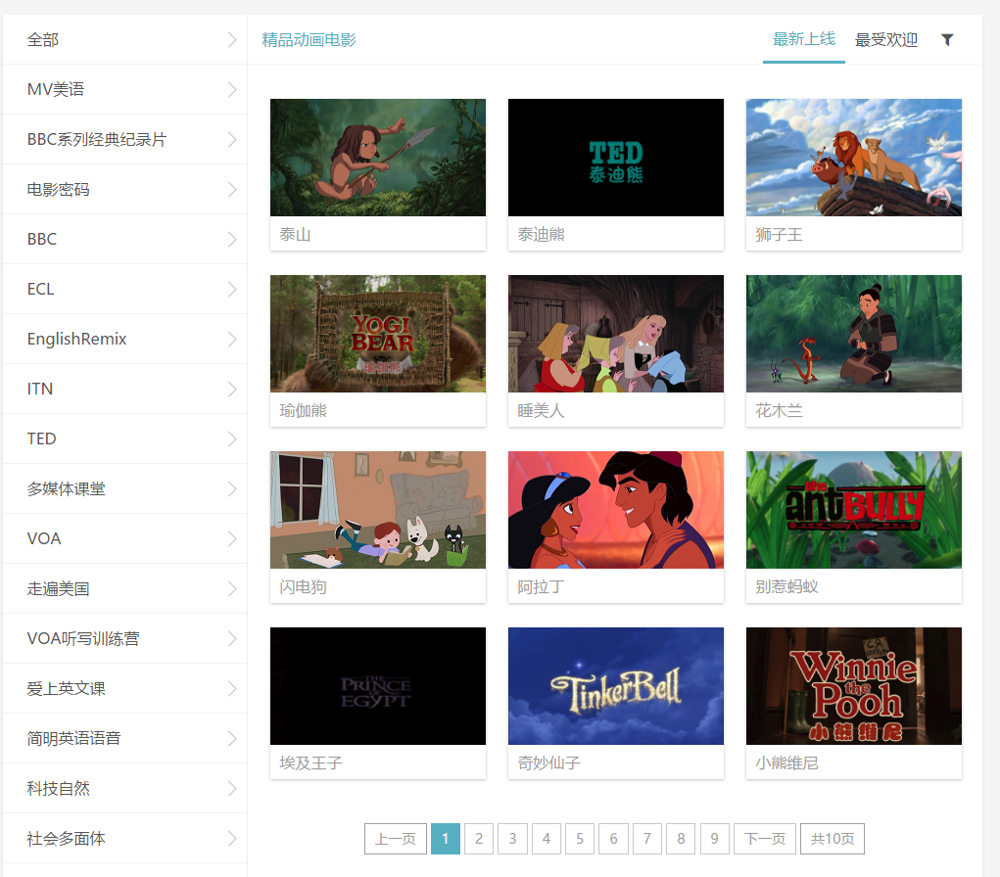 全部
MV美语
BBC系列经典纪录片
电影密码
BBC
ECL
EnglishRemix
ITN
TED
多媒体课堂
VOA
走遍美国
VOA听写训练营
爱上英文课
简明英语语音
科技自然
社会多面体
精品动画电影
最新上线 最受欢迎
TED
泰迪熊
泰山
泰迪熊
狮子王
YOGI
BEAR
瑜伽熊
瑜伽熊
睡美人
花木兰
the
ant BULLY
闪电狗
阿拉丁
别惹蚂蚁
THE
PRINCE
OF
EGYPT
TinkerBell
Winnie
the
Pooh
小熊维尼
埃及王子
奇妙仙子
小熊维尼
上一页 1 2 3 4 5 6 7 8 9 下一页 共10页